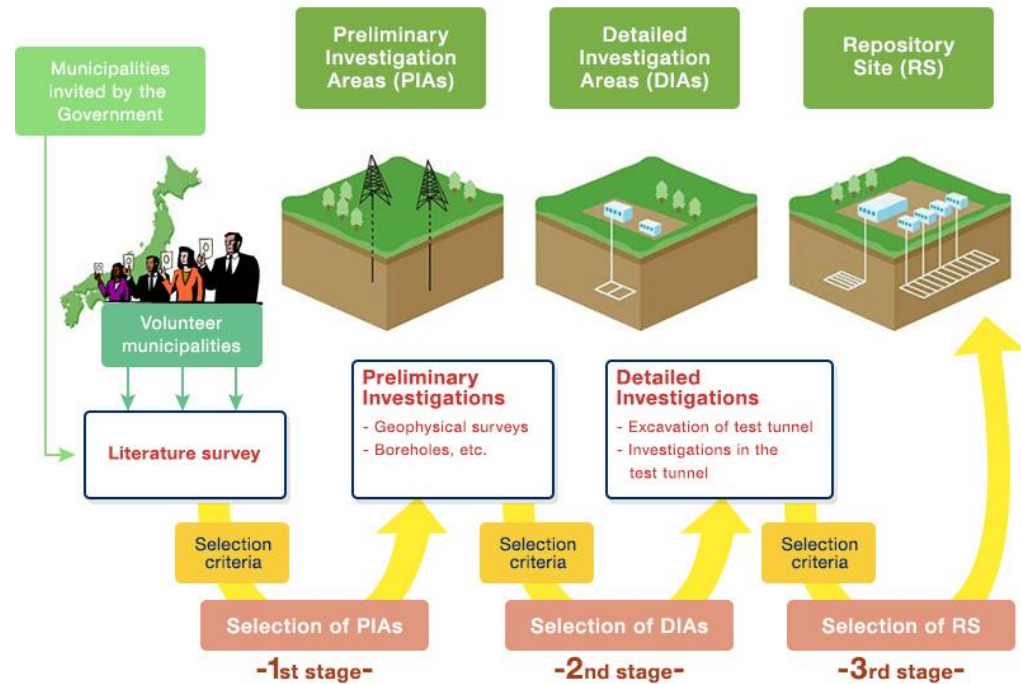 Municipalities
invited by the
Government
Preliminary
Investigation
Areas (PIAs)
Detailed
Investigation
Areas (DIAs)
Repository
Site (RS)
Volunteer
municipalities
Literature survey
Preliminary
Investigations
- Geophysical surveys
- Boreholes, etc.
Detailed
Investigations
- Excavation of test tunnel
- Investigations in the
test tunnel
Selection
criteria
Selection
criteria
Selection
criteria
Selection of PIAs
Selection of DIAs
Selection of RS
-1st stage-
-2nd stage-
-3rd stage-